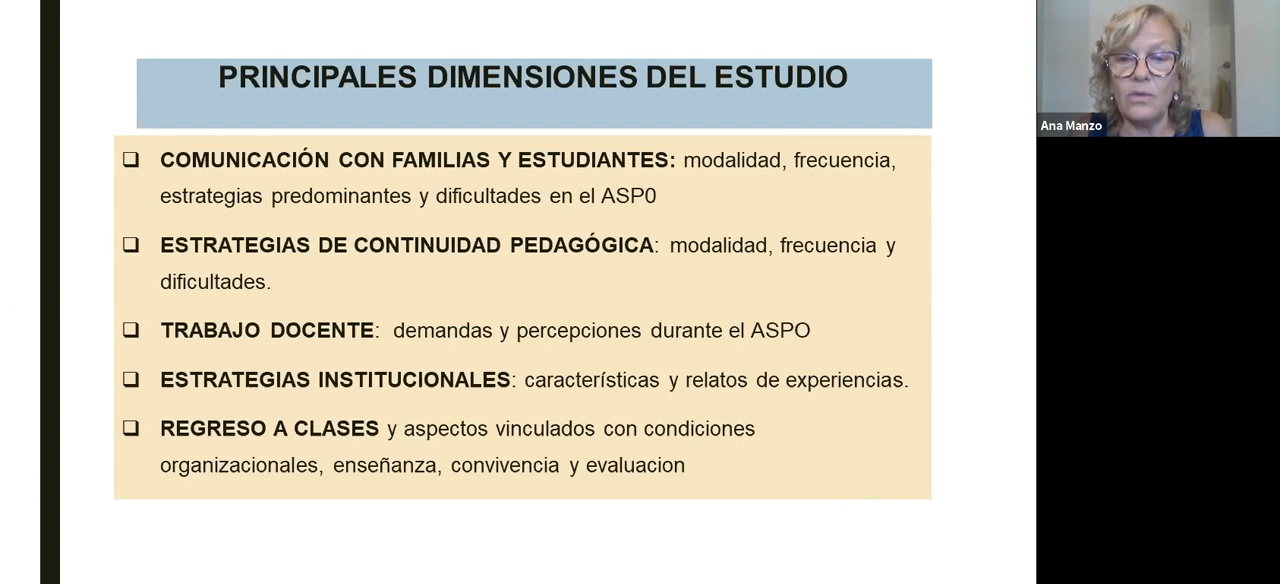 PRINCIPALES DIMENSIONES DEL ESTUDIO
COMUNICACIÓN CON FAMILIAS Y ESTUDIANTES: modalidad, frecuencia,
estrategias predominantes y dificultades en el ASP0
ESTRATEGIAS DE CONTINUIDAD PEDAGÓGICA: modalidad, frecuencia y
dificultades.
TRABAJO DOCENTE: demandas y percepciones durante el ASPO
ESTRATEGIAS INSTITUCIONALES: características y relatos de experiencias.
REGRESO A CLASES y aspectos vinculados con condiciones
organizacionales, enseñanza, convivencia y evaluacion
Ana Manzo